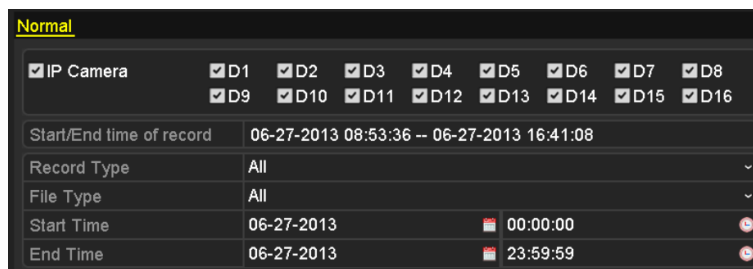 Normal
IP Camera D1 D2 D3 D4 D5 D6 D7 D8
D9 D10 D11 D12 D13 D14 D15 D16
Start/End time of record 06-27-2013 08:53:36 -- 06-27-2013 16:41:08
Record Type All
File Type All
Start Time 06-27-2013 00:00:00
End Time 06-27-2013 23:59:59